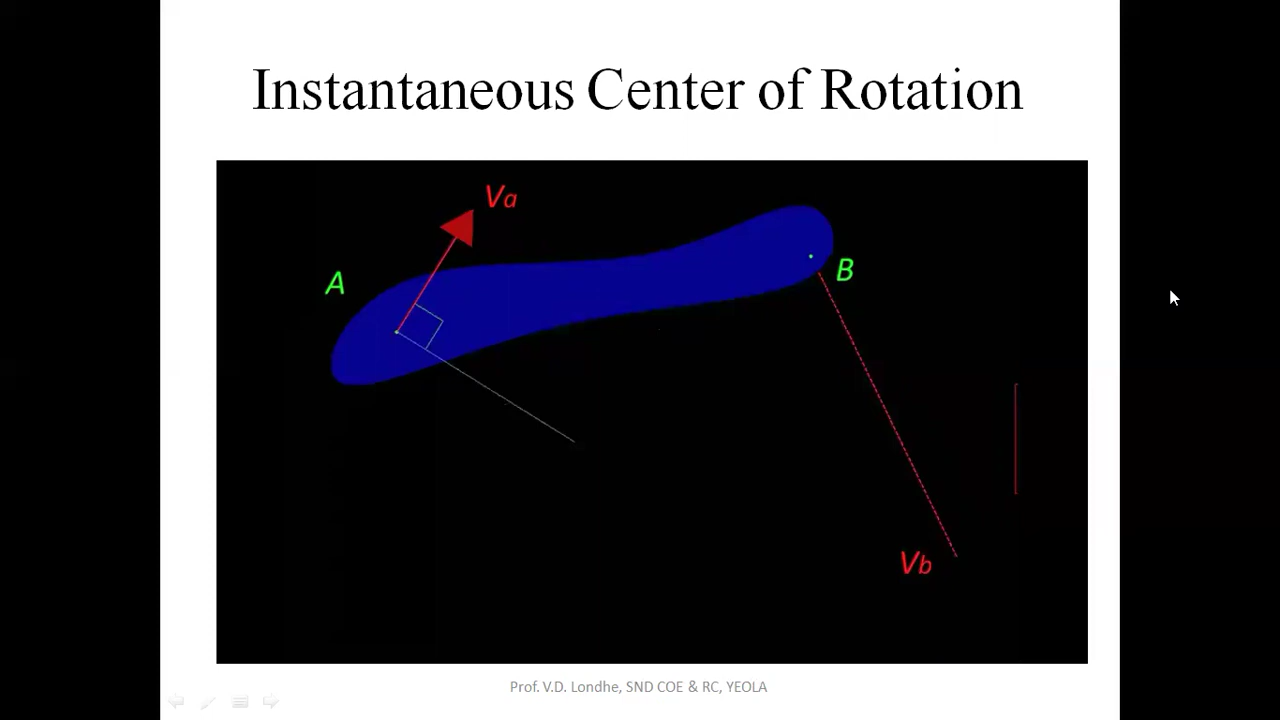 Instantaneous Center of Rotation
Va
A
B
Vb
Prof. V.D. Londhe, SND COE & RC, YEOLA